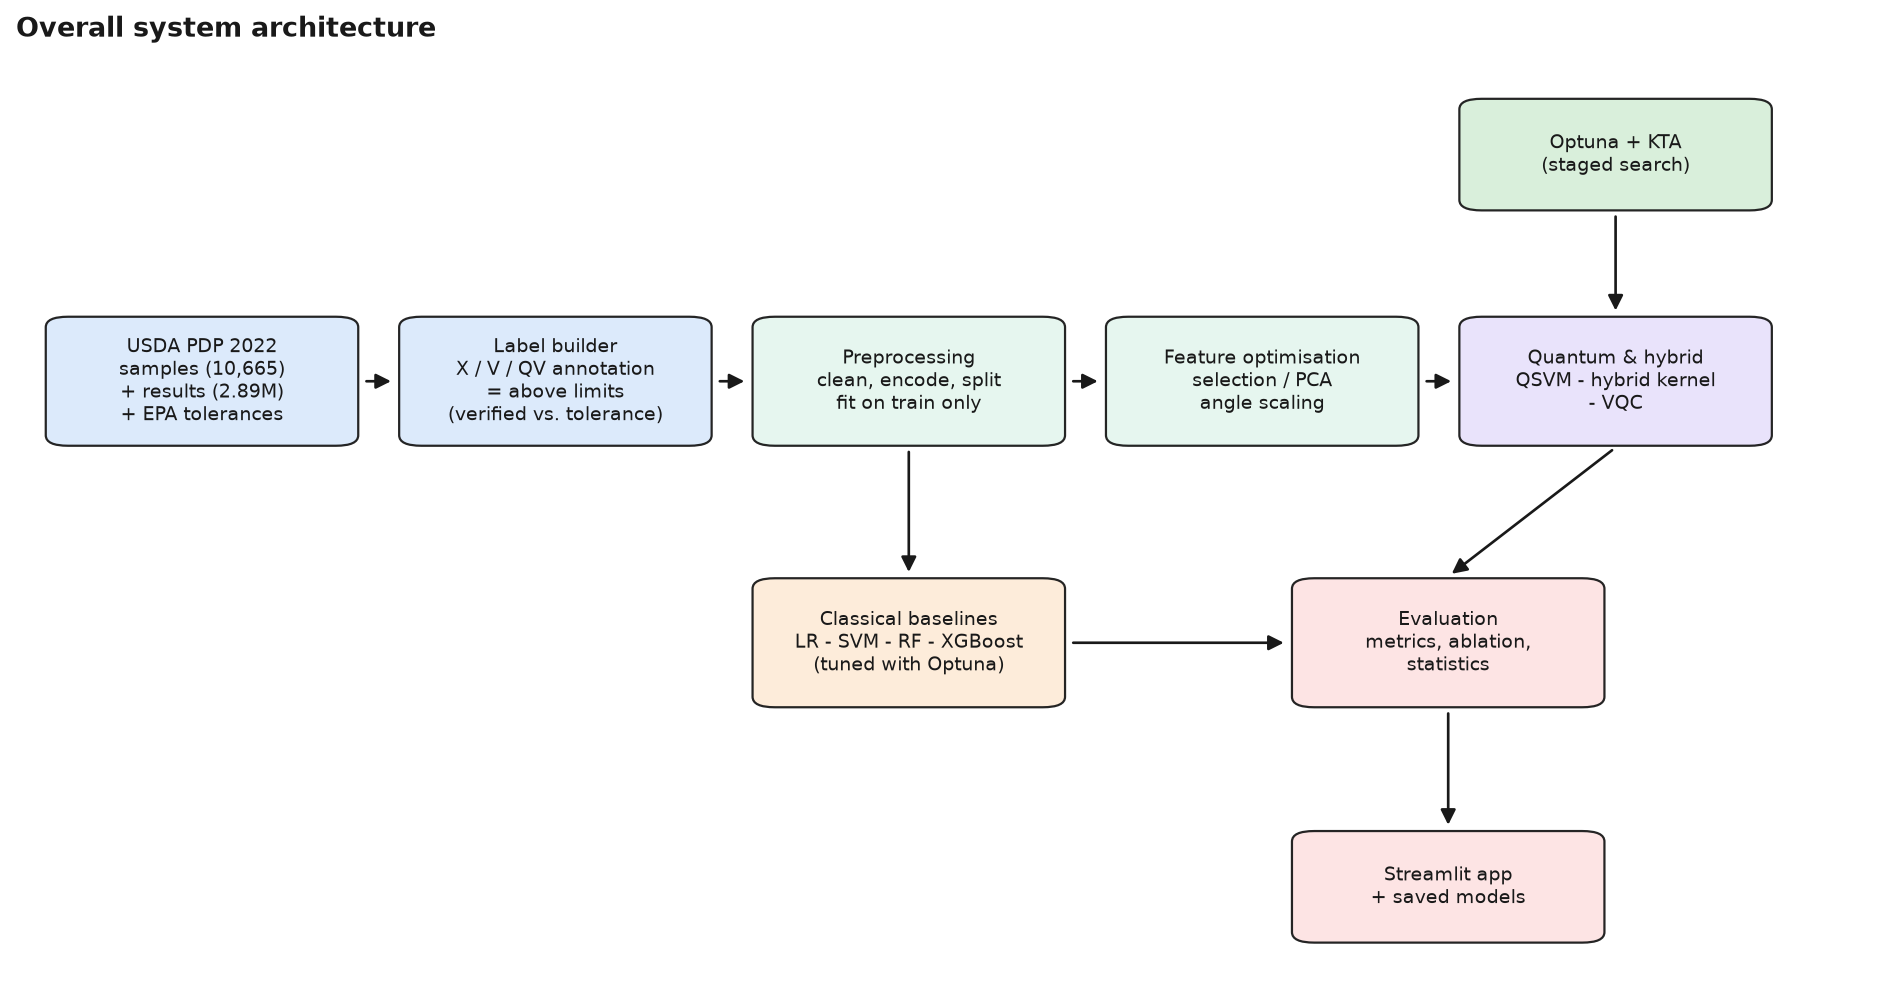 Overall system architecture
Optuna + KTA
(staged search)
USDA PDP 2022
samples (10,665)
+ results (2.89M)
+ EPA tolerances
Label builder
X / V / QV annotation
= above limits
(verified vs. tolerance)
Preprocessing
clean, encode, split
fit on train only
Feature optimisation
selection / PCA
angle scaling
Quantum & hybrid
QSVM - hybrid kernel
- VQC
Classical baselines
LR - SVM - RF - XGBoost
(tuned with Optuna)
Evaluation
metrics, ablation,
statistics
Streamlit app
+ saved models